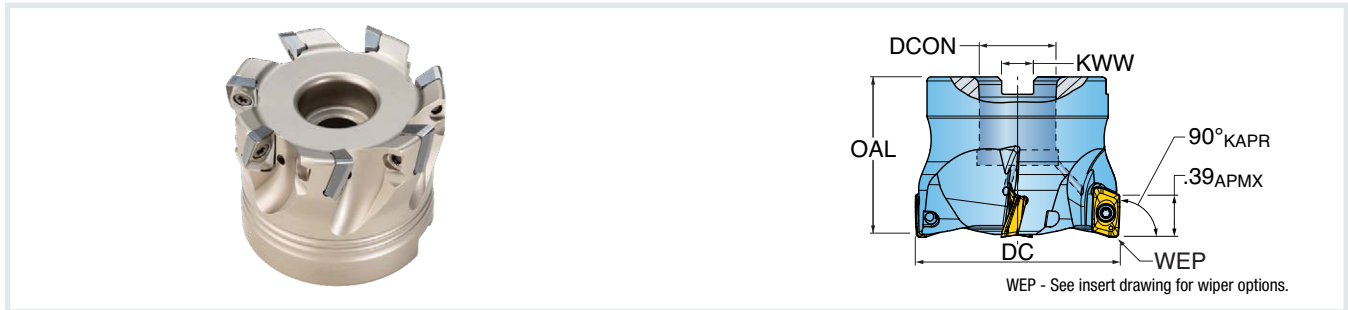 DCON
KWW
OAL
90°KAPR
.39APMX
DC
WEP
WEP - See insert drawing for wiper options.